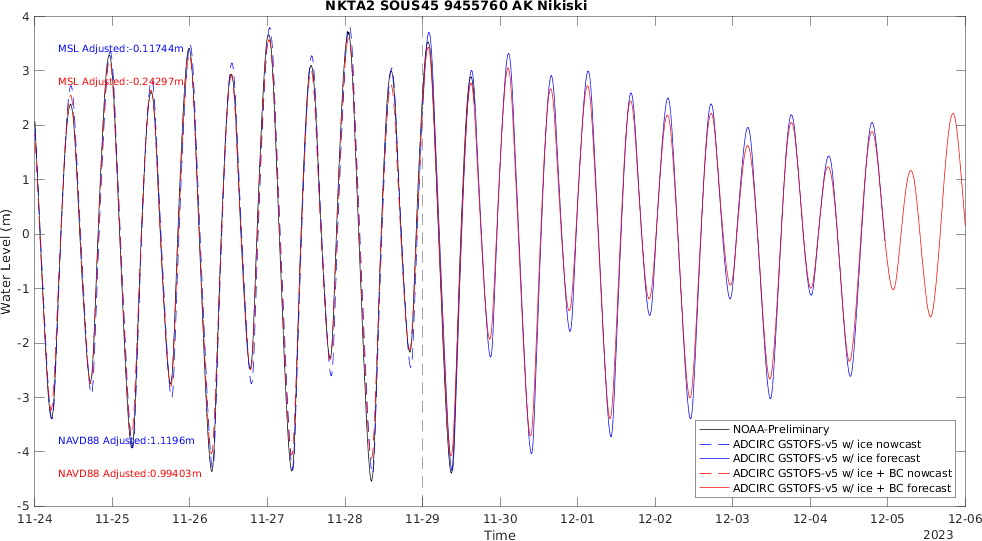 NKTA2 SOUS45 9455760 AK Nikiski
4
3
2
1
0
-1
-2
-3
-4
-5
Water Level (m)
MSL Adjusted:-0.11744m
MSL Adjusted:-0.24297m
NAVD88 Adjusted:1.1196m
NAVD88 Adjusted:0.99403m
NOAA-Preliminary
ADCIRC GSTOFS-v5 w/ ice nowcast
ADCIRC GSTOFS-v5 w/ ice forecast
ADCIRC GSTOFS-v5 w/ ice + BC nowcast
ADCIRC GSTOFS-v5 w/ ice + BC forecast
11-24 11-25 11-26 11-27 11-28 11-29 11-30 12-01 12-02 12-03 12-04 12-05 12-06
Time
2023